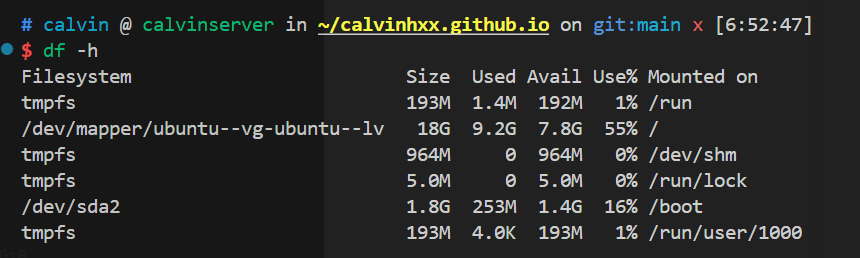 # calvin @ calvinserver in ~/calvinhxx.github.io on git:main x [6:52:47]
$ df -h
Filesystem                         Size  Used Avail Use% Mounted on
tmpfs                              193M  1.4M  192M   1% /run
/dev/mapper/ubuntu--vg-ubuntu--lv   18G  9.2G  7.8G  55% /
tmpfs                              964M     0  964M   0% /dev/shm
tmpfs                              5.0M     0  5.0M   0% /run/lock
/dev/sda2                          1.8G  253M  1.4G  16% /boot
tmpfs                              193M  4.0K  193M   1% /run/user/1000